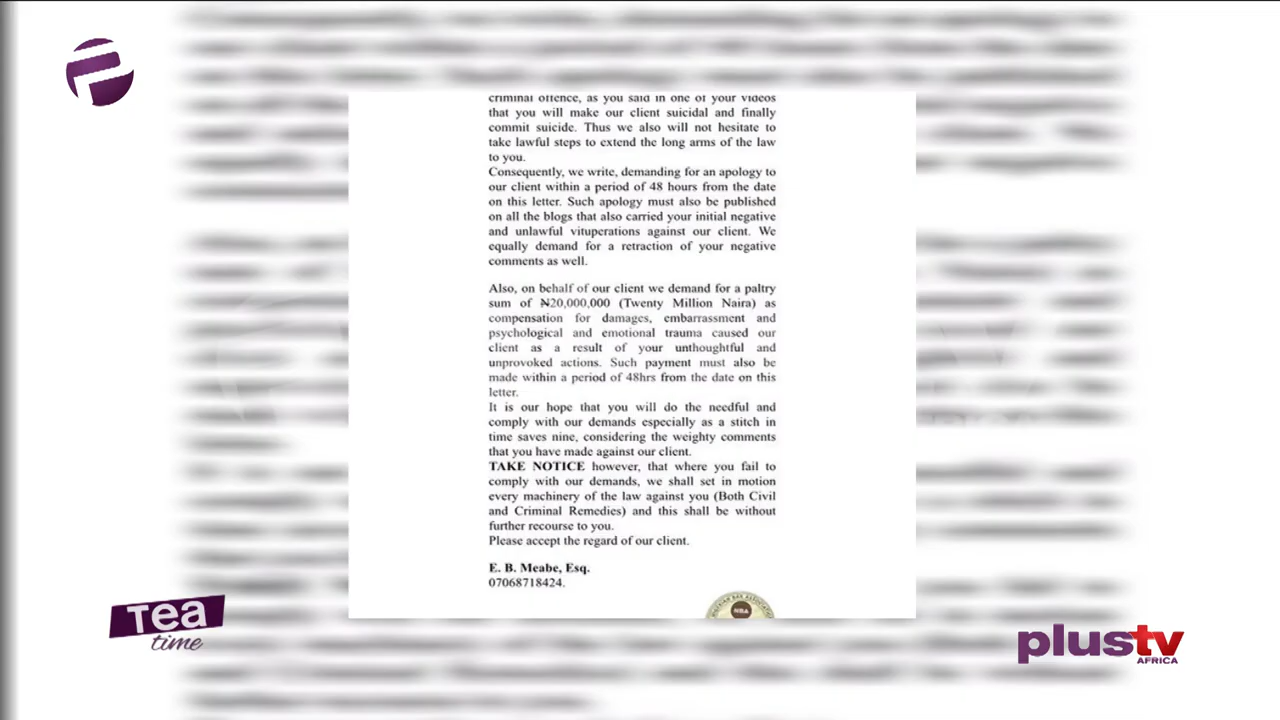 criminal offence, as you said in one of your videos
that you will make our client suicidal and finally
commit suicide. Thus we also will not hesitate to
take lawful steps to extend the long arms of the law
to you.
Consequently, we write, demanding for an apology to
our client within a period of 48 hours from the date
on this letter. Such apology must also be published
on all the blogs that also carried your initial negative
and unlawful vituperations against our client. We
equally demand for a retraction of your negative
comments as well.
Also, on behalf of our client we demand for a paltry
sum of ₦20,000,000 (Twenty Million Naira) as
compensation for damages, embarrassment and
psychological and emotional trauma caused our
client as a result of your unthoughtful and
unprovoked actions. Such payment must also be
made within a period of 48hrs from the date on this
letter.
It is our hope that you will do the needful and
comply with our demands especially as a stitch in
time saves nine, considering the weighty comments
that you have made against our client.
TAKE NOTICE however, that where you fail to
comply with our demands, we shall set in motion
every machinery of the law against you (Both Civil
and Criminal Remedies) and this shall be without
further recourse to you.
Please accept the regard of our client.
E. B. Meabe, Esq.
07068718424.
NBA
Tea
time
plustv
AFRICA